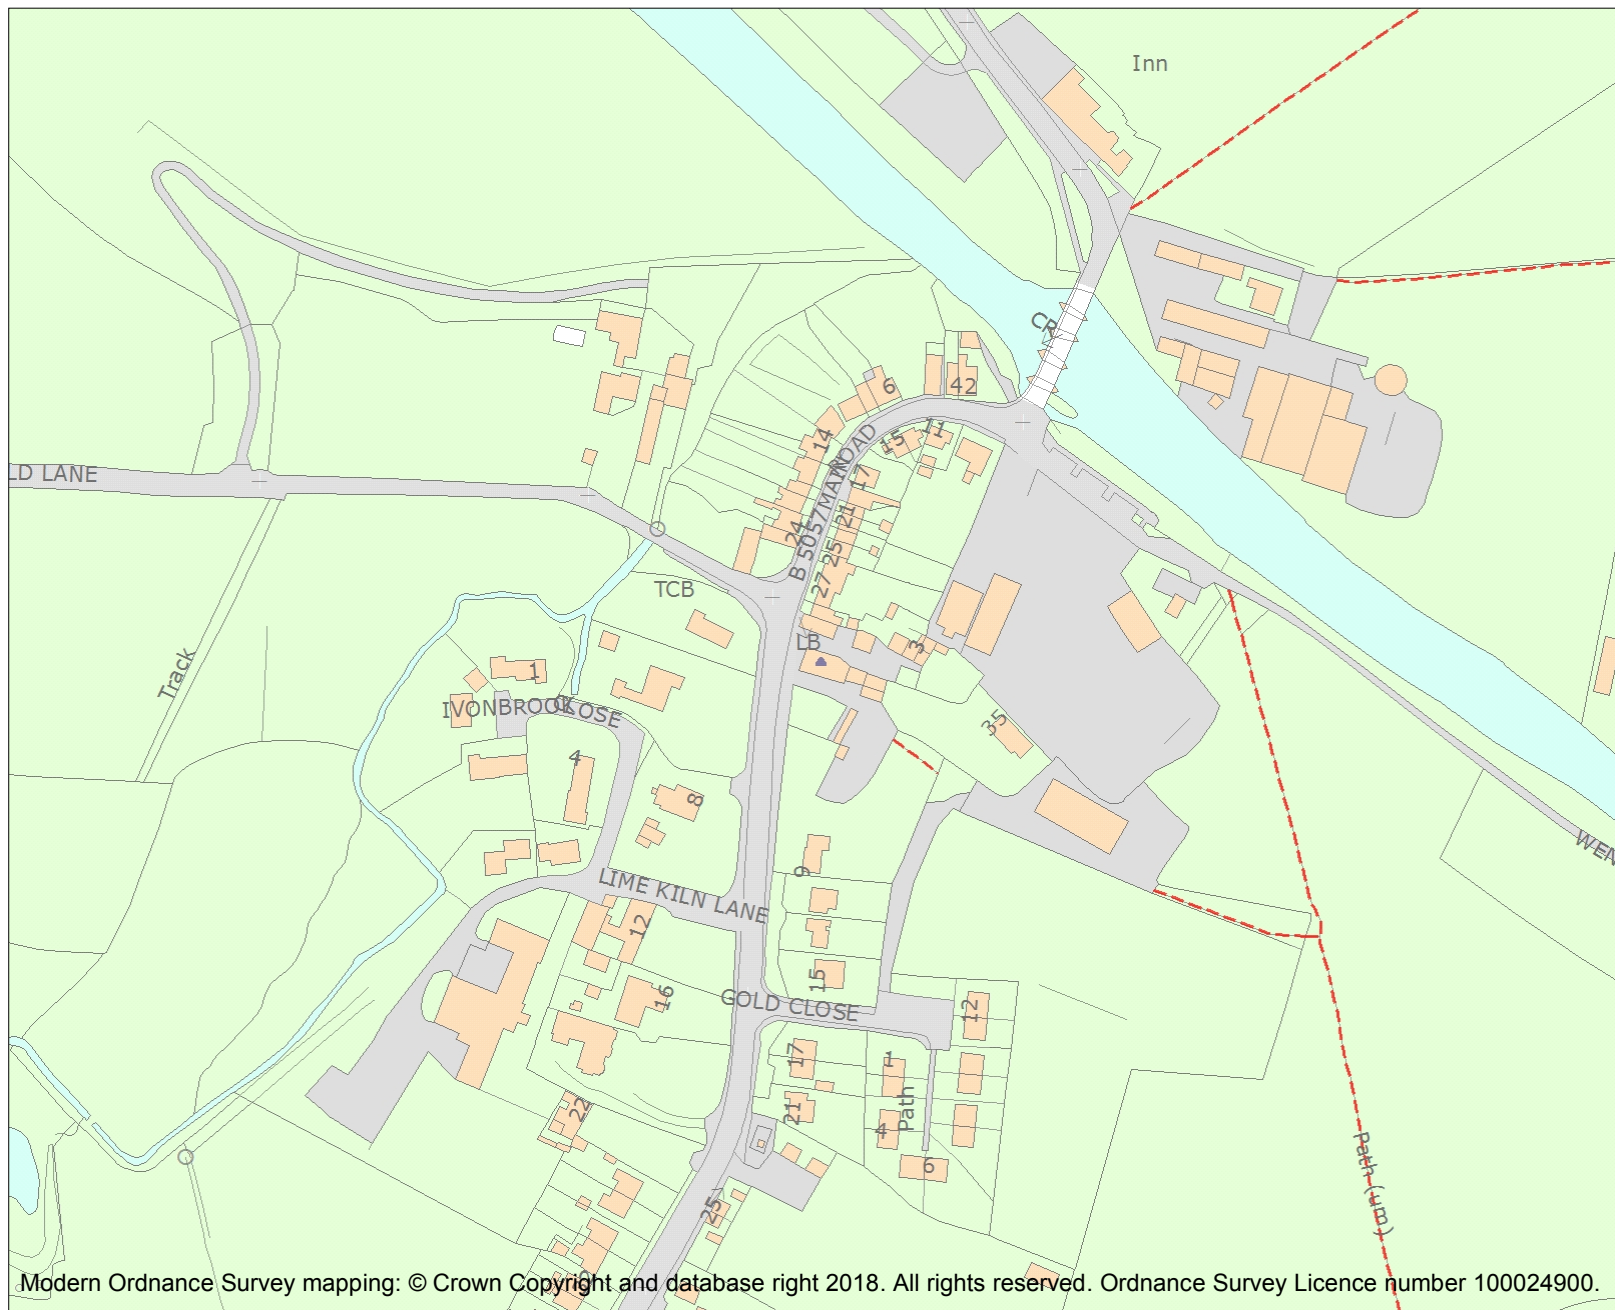 Inn
CR
6
42
14
15
11
LD LANE
B 5057 MAIN ROAD
17
21
24
25
27
TCB
LB
3
Track
1
IVONBROOK CLOSE
35
4
8
9
WEN
LIME KILN LANE
12
15
16
GOLD CLOSE
12
17
1
Path
21
4
22
6
25
Path (um)
Modern Ordnance Survey mapping: © Crown Copyright and database right 2018. All rights reserved. Ordnance Survey Licence number 100024900.